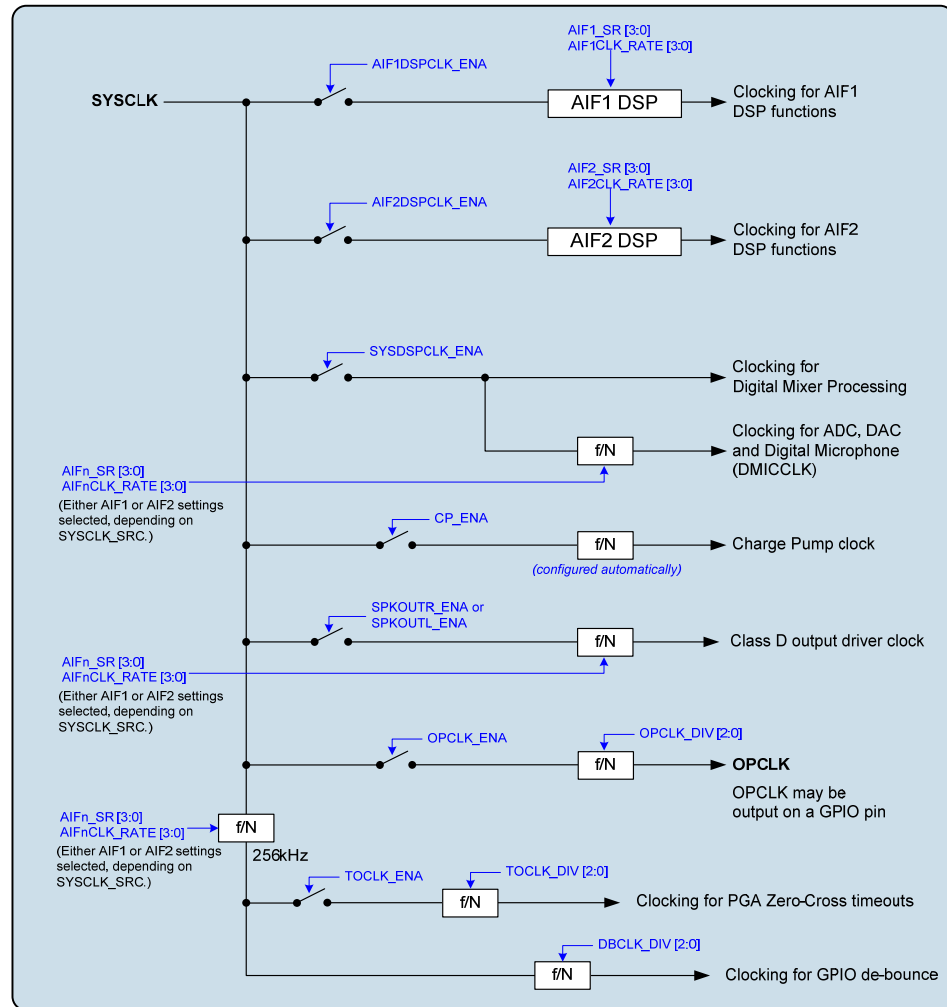 AIF1_SR [3:0]
AIF1CLK_RATE [3:0]
AIF1DSPCLK_ENA
SYSCLK
AIF1 DSP
Clocking for AIF1
DSP functions
AIF2_SR [3:0]
AIF2CLK_RATE [3:0]
AIF2DSPCLK_ENA
AIF2 DSP
Clocking for AIF2
DSP functions
SYSDSPCLK_ENA
Clocking for
Digital Mixer Processing
f/N
Clocking for ADC, DAC
and Digital Microphone
(DMICCLK)
AIFn_SR [3:0]
AIFnCLK_RATE [3:0]
(Either AIF1 or AIF2 settings
selected, depending on
SYSCLK_SRC.)
CP_ENA
f/N
(configured automatically)
Charge Pump clock
SPKOUTR_ENA or
SPKOUTL_ENA
f/N
Class D output driver clock
AIFn_SR [3:0]
AIFnCLK_RATE [3:0]
(Either AIF1 or AIF2 settings
selected, depending on
SYSCLK_SRC.)
OPCLK_ENA
OPCLK_DIV [2:0]
f/N
OPCLK
OPCLK may be
output on a GPIO pin
AIFn_SR [3:0]
AIFnCLK_RATE [3:0]
(Either AIF1 or AIF2 settings
selected, depending on
SYSCLK_SRC.)
f/N
256kHz
TOCLK_ENA
TOCLK_DIV [2:0]
f/N
Clocking for PGA Zero-Cross timeouts
DBCLK_DIV [2:0]
f/N
Clocking for GPIO de-bounce